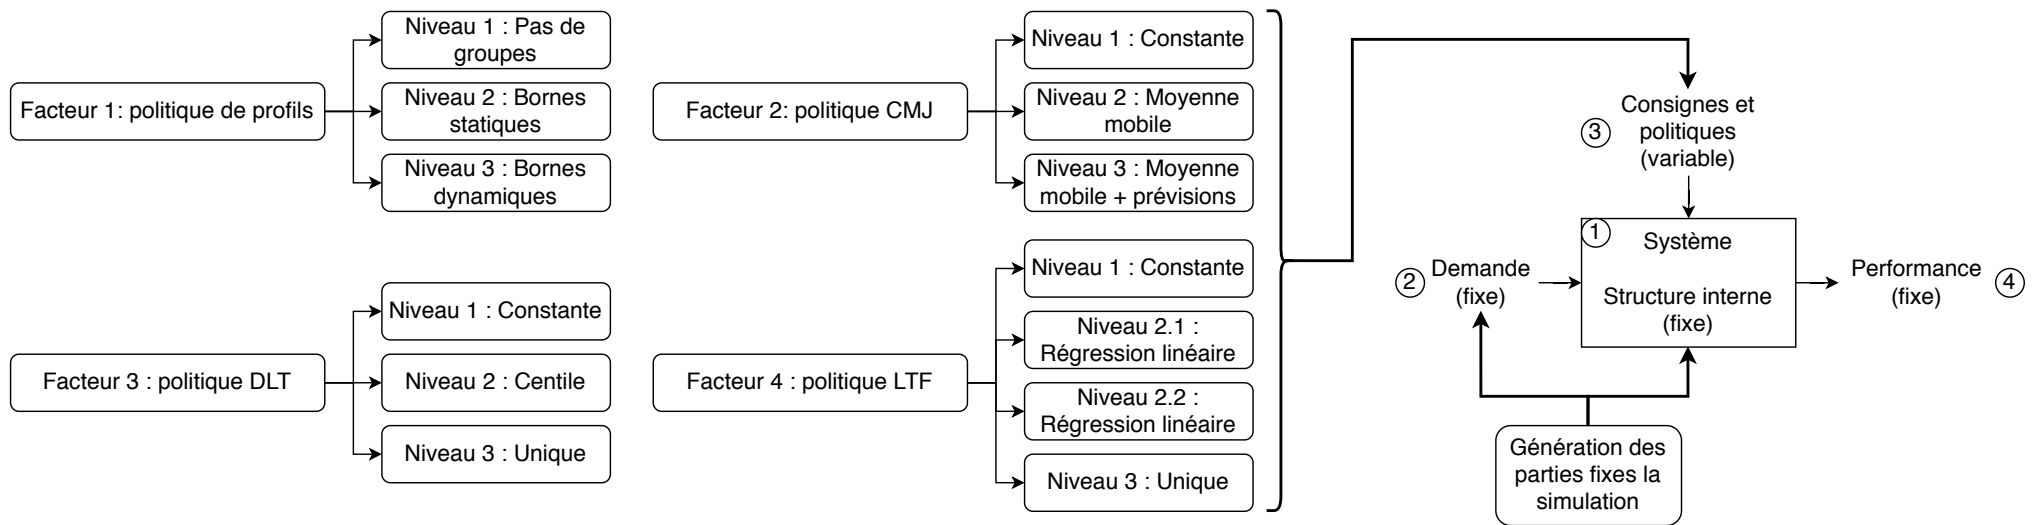 Facteur 1: politique de profils
Niveau 1 : Pas de
groupes
Niveau 2 : Bornes
statiques
Niveau 3 : Bornes
dynamiques
Facteur 2: politique CMJ
Niveau 1 : Constante
Niveau 2 : Moyenne
mobile
Niveau 3 : Moyenne
mobile + prévisions
Facteur 3 : politique DLT
Niveau 1 : Constante
Niveau 2 : Centile
Niveau 3 : Unique
Facteur 4 : politique LTF
Niveau 1 : Constante
Niveau 2.1 :
Régression linéaire
Niveau 2.2 :
Régression linéaire
Niveau 3 : Unique
3
Consignes et
politiques
(variable)
1
Système
Structure interne
(fixe)
2
Demande
(fixe)
Performance
(fixe)
4
Génération des
parties fixes la
simulation